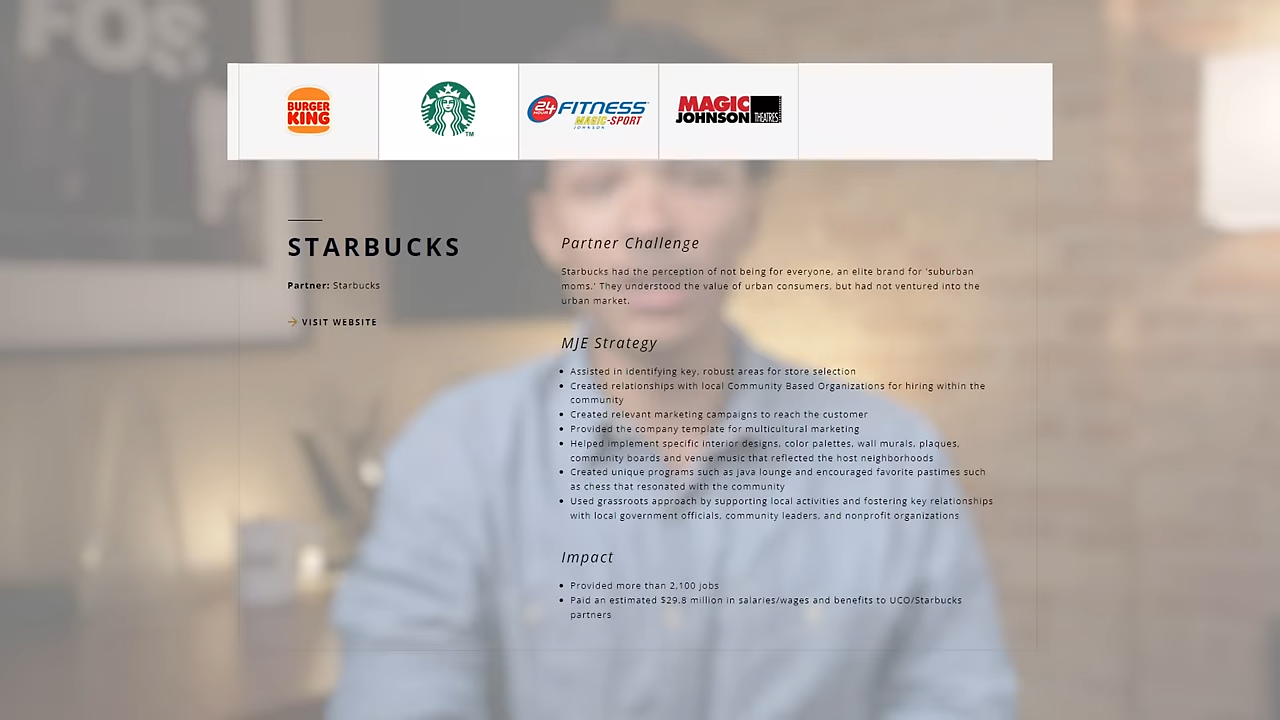 FOS
BURGER
KING
TM
24
HOUR
FITNESS
MAGIC-SPORT
JOHNSON
MAGIC
JOHNSON
THEATRES
STARBUCKS
Partner: Starbucks
VISIT WEBSITE
Partner Challenge
Starbucks had the perception of not being for everyone, an elite brand for 'suburban
moms.' They understood the value of urban consumers, but had not ventured into the
urban market.
MJE Strategy
Assisted in identifying key, robust areas for store selection
Created relationships with local Community Based Organizations for hiring within the
community
Created relevant marketing campaigns to reach the customer
Provided the company template for multicultural marketing
Helped implement specific interior designs, color palettes, wall murals, plaques,
community boards and venue music that reflected the host neighborhoods
Created unique programs such as java lounge and encouraged favorite pastimes such
as chess that resonated with the community
Used grassroots approach by supporting local activities and fostering key relationships
with local government officials, community leaders, and nonprofit organizations
Impact
Provided more than 2,100 jobs
Paid an estimated $29.8 million in salaries/wages and benefits to UCO/Starbucks
partners